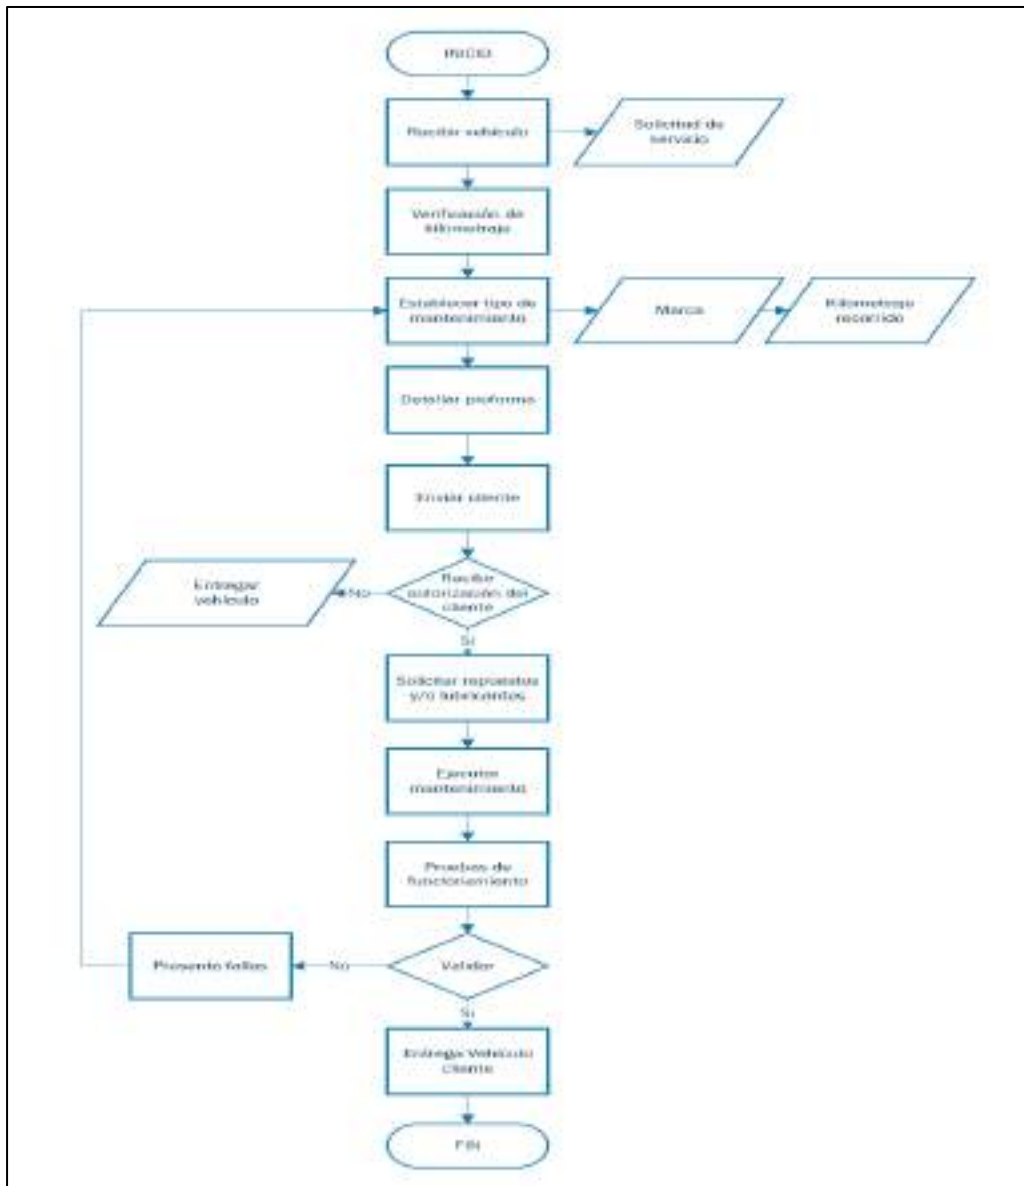 INICIO
Recibir vehículo
Solicitud de
servicio
Verificación de
kilometraje
Establecer tipo de
mantenimiento
Marca
Kilometraje
recorrido
Detallar proforma
Enviar cliente
Recibir
autorización del
cliente
No
Entregar
vehículo
Si
Solicitar repuestos
y/o lubricantes
Ejecutar
mantenimiento
Pruebas de
Validar
No
Presento fallas
Si
Entrega Vehículo
cliente
FIN